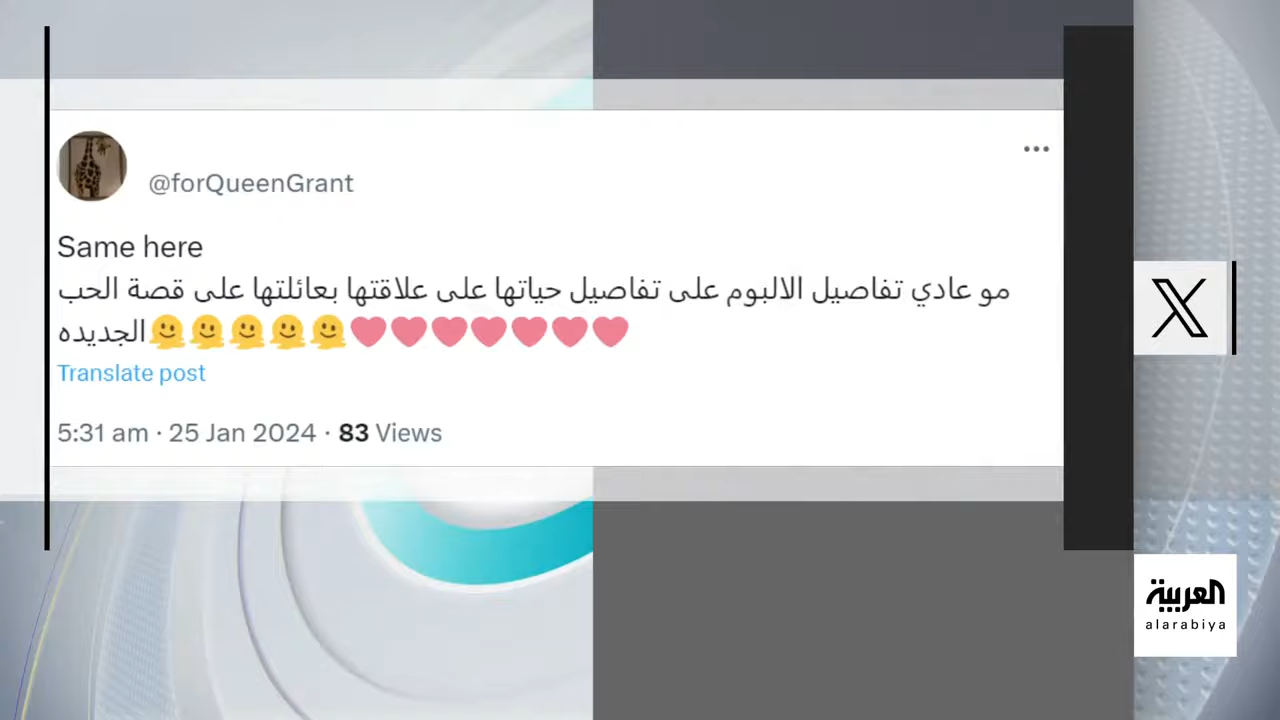 @forQueenGrant
Same here
مو عادي تفاصيل الالبوم على تفاصيل حياتها على علاقتها بعائلتها على قصة الحب
الجديده🫠🫠🫠🫠🫠🩷🩷🩷🩷🩷🩷🩷
Translate post
5:31 am · 25 Jan 2024 · 83 Views
العربية
alarabiya